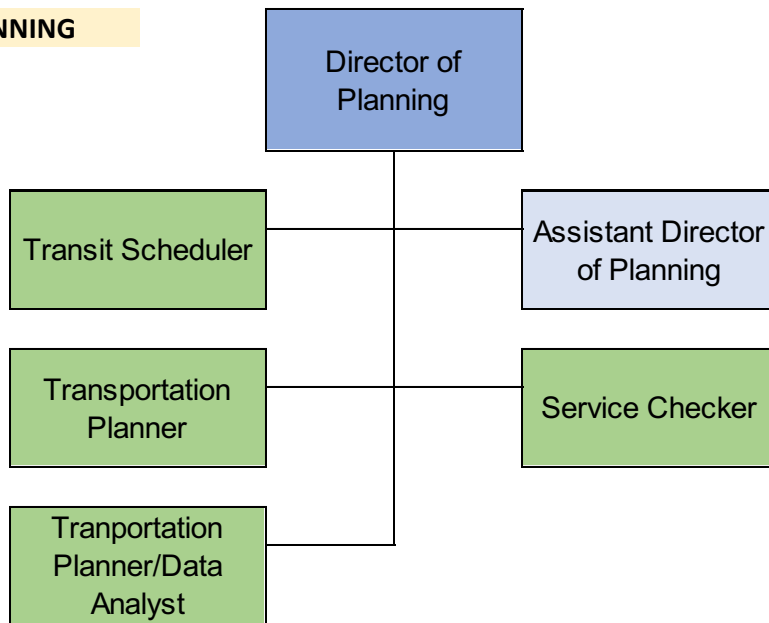 NNING
Director of
Planning
Transit Scheduler
Assistant Director
of Planning
Transportation
Planner
Service Checker
Tranportation
Planner/Data
Analyst